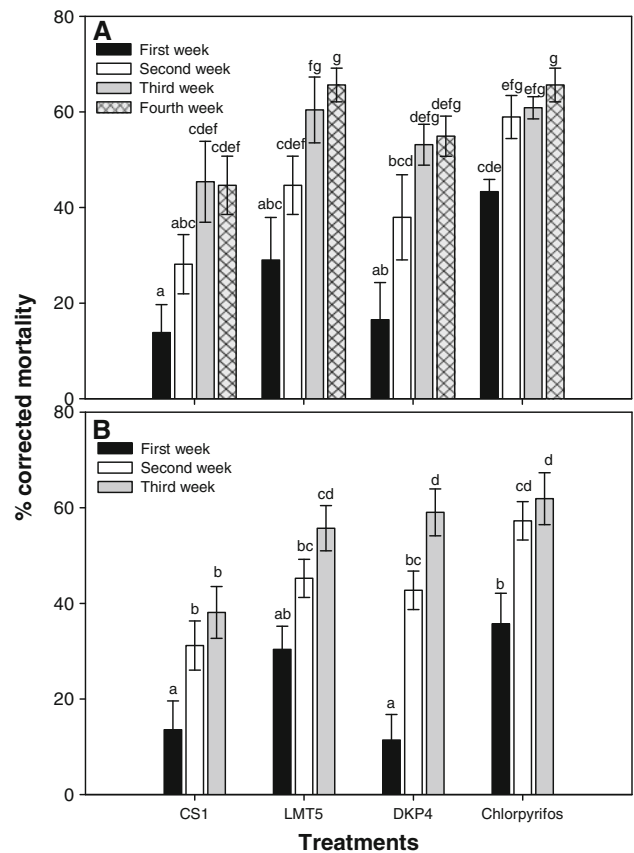 A
80
60
40
20
0
First week
Second week
Third week
Fourth week
a
abc
cdef
cdef
abc
cdef
fg
g
ab
bcd
defg
defg
cde
efg
efg
g
% corrected mortality
B
80
60
40
20
0
First week
Second week
Third week
a
b
b
ab
bc
cd
a
bc
d
b
cd
d
CS1 LMT5 DKP4 Chlorpyrifos
Treatments